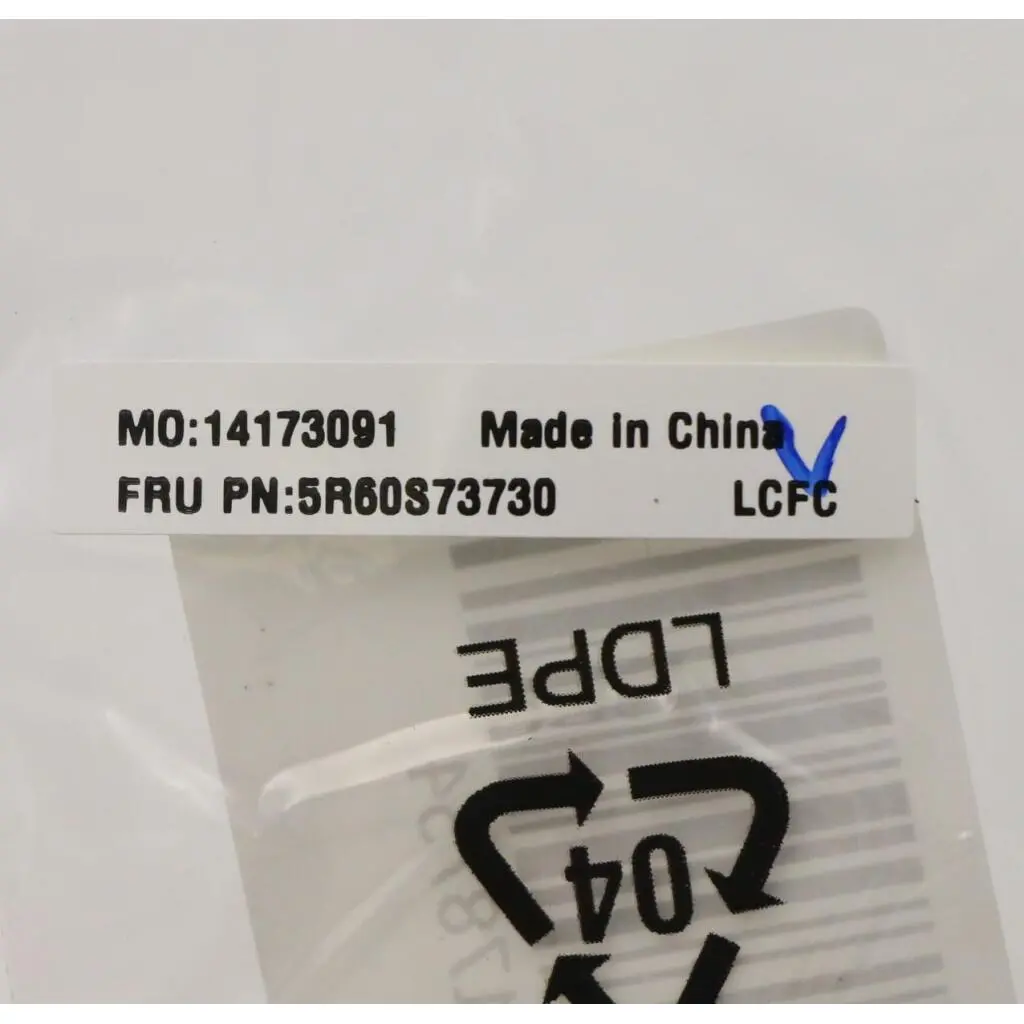 MO:14173091 Made in China
FRU PN:5R60S73730 LCFC
LDPE
04